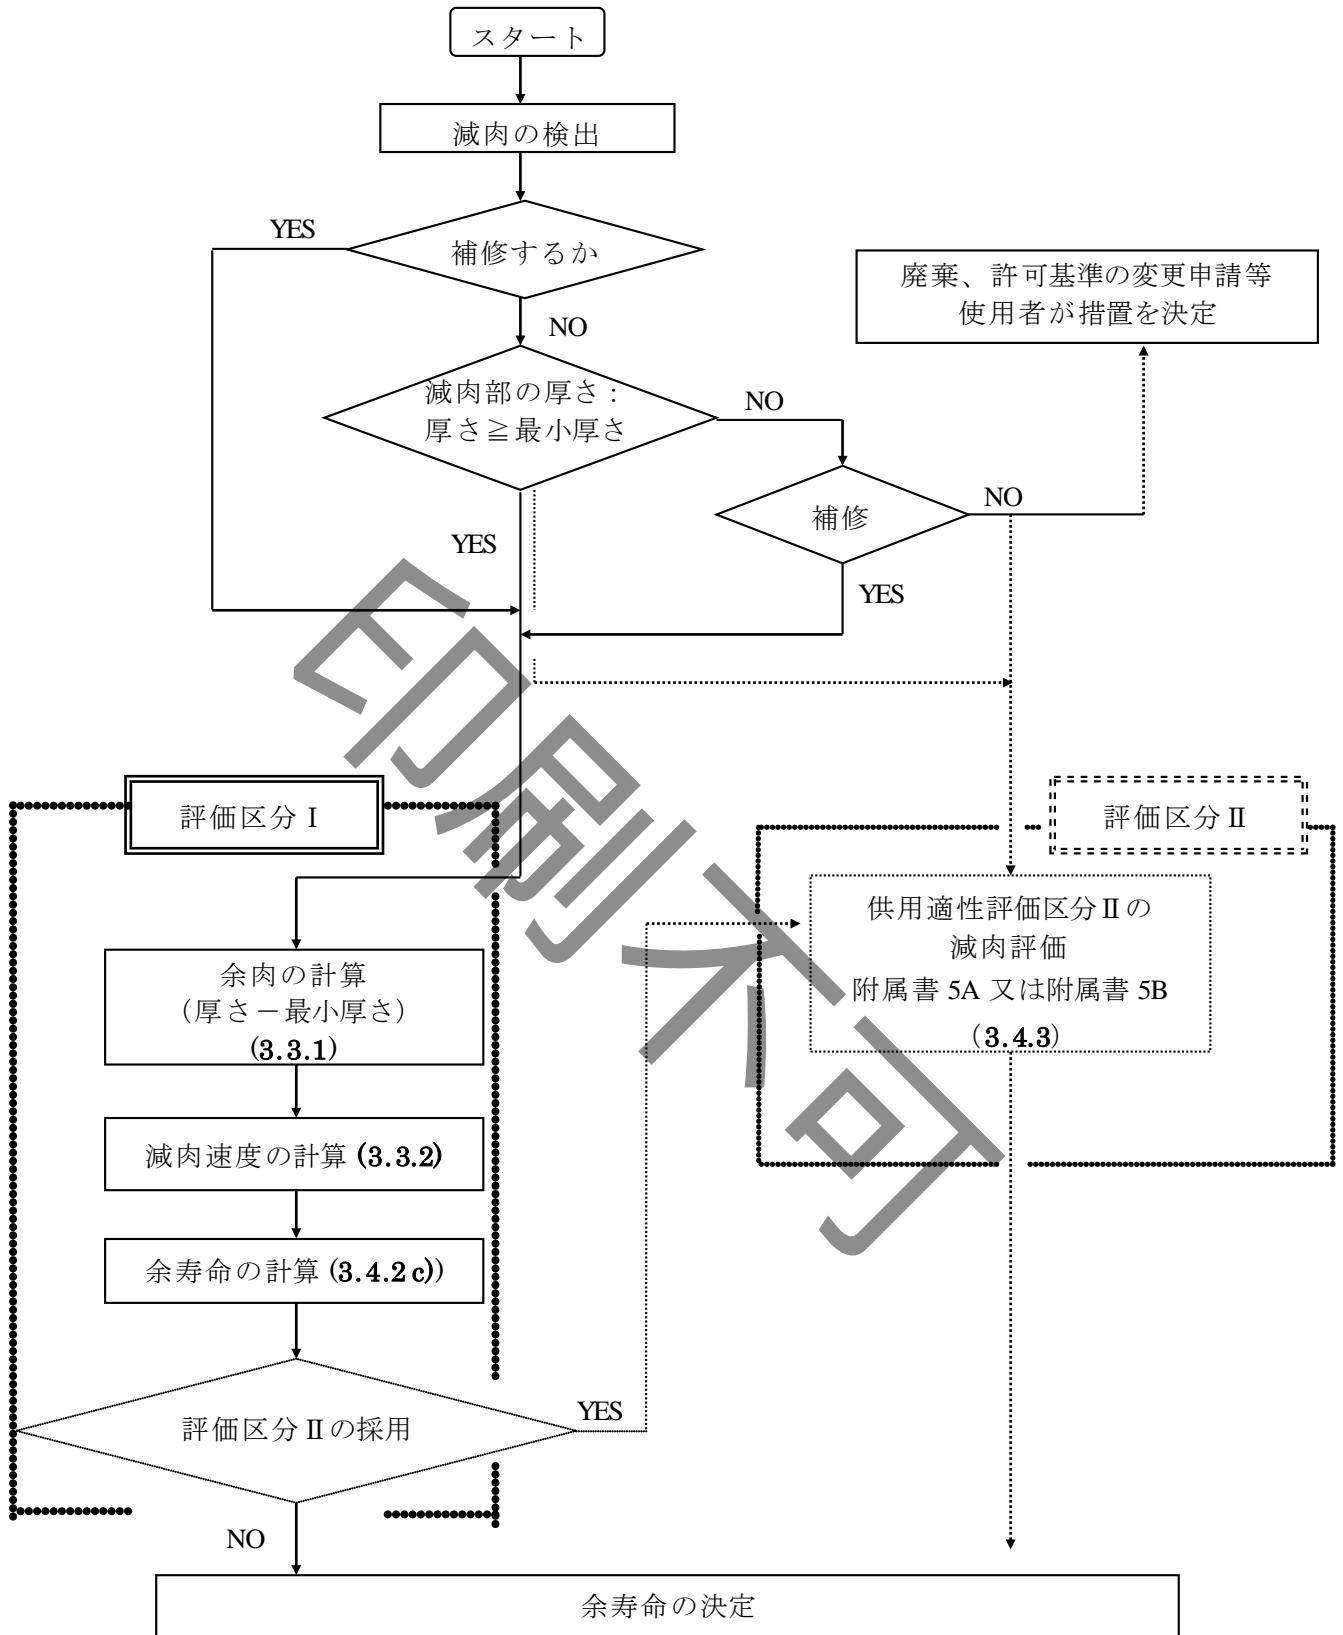 スタート
減肉の検出
YES
補修するか
廃棄、許可基準の変更申請等
使用者が措置を決定
NO
減肉部の厚さ：
厚さ≧最小厚さ
NO
補修
NO
YES
YES
評価区分Ⅰ
評価区分Ⅱ
供用適性評価区分Ⅱの
減肉評価
附属書 5A 又は附属書 5B
（3.4.3）
余肉の計算
（厚さ－最小厚さ）
(3.3.1)
減肉速度の計算 (3.3.2)
余寿命の計算 (3.4.2 c))
評価区分Ⅱの採用
YES
NO
余寿命の決定
印刷不可